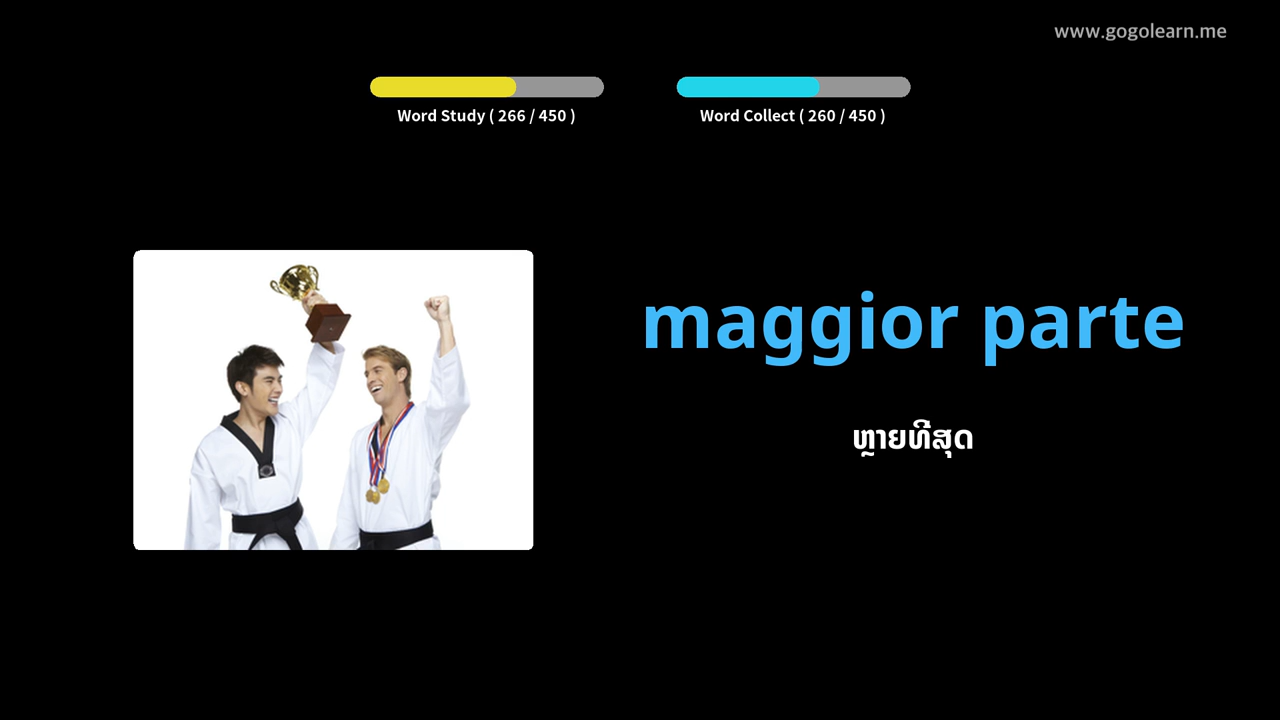 www.gogolearn.me
Word Study ( 266 / 450 )
Word Collect ( 260 / 450 )
maggior parte
ຫຼາຍທີ່ສຸດ